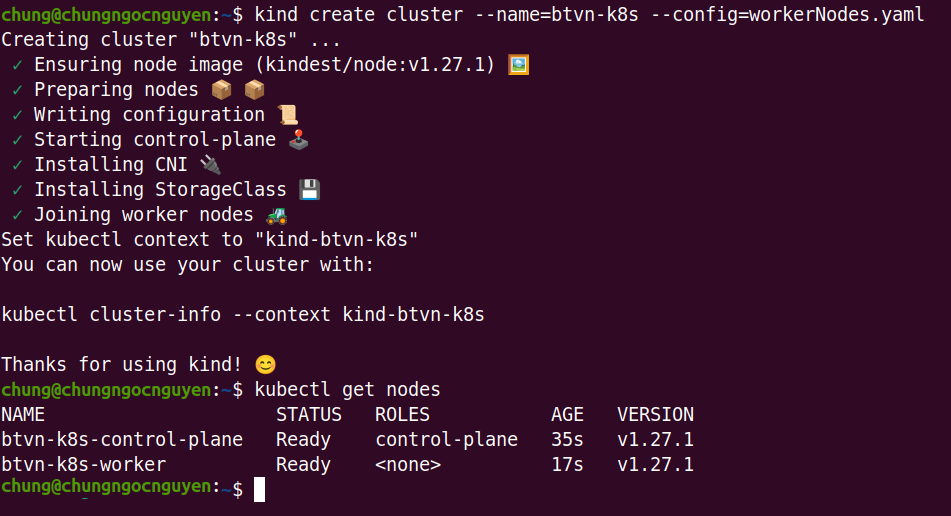 chung@chungngocnguyen:~$ kind create cluster --name=btvn-k8s --config=workerNodes.yaml
Creating cluster "btvn-k8s" ...
✓ Ensuring node image (kindest/node:v1.27.1) 🖼️
✓ Preparing nodes 📦 📦
✓ Writing configuration 📜
✓ Starting control-plane 🕹️
✓ Installing CNI 🔌
✓ Installing StorageClass 💾
✓ Joining worker nodes 🚜
Set kubectl context to "kind-btvn-k8s"
You can now use your cluster with:
kubectl cluster-info --context kind-btvn-k8s
Thanks for using kind! 😊
chung@chungngocnguyen:~$ kubectl get nodes
NAME STATUS ROLES AGE VERSION
btvn-k8s-control-plane Ready control-plane 35s v1.27.1
btvn-k8s-worker Ready <none> 17s v1.27.1
chung@chungngocnguyen:~$